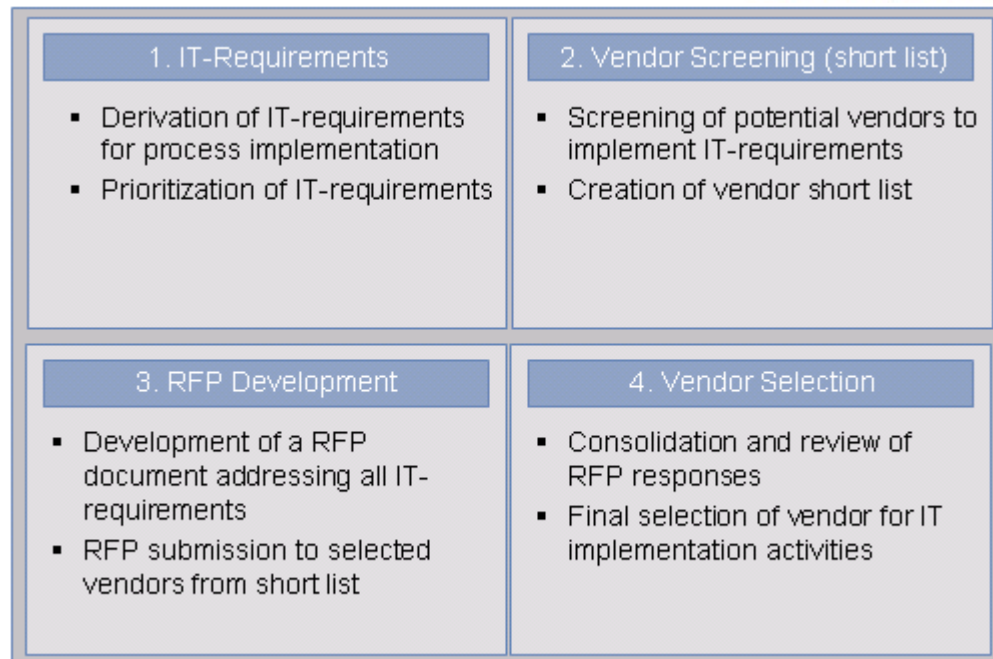 1. IT-Requirements
▪ Derivation of IT-requirements
for process implementation
▪ Prioritization of IT-requirements
2. Vendor Screening (short list)
▪ Screening of potential vendors to
implement IT-requirements
▪ Creation of vendor short list
3. RFP Development
▪ Development of a RFP
document addressing all IT-
requirements
▪ RFP submission to selected
vendors from short list
4. Vendor Selection
▪ Consolidation and review of
RFP responses
▪ Final selection of vendor for IT
implementation activities